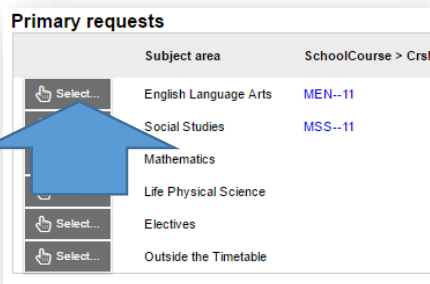 Primary requests
Subject area SchoolCourse > Crs
Select... English Language Arts MEN--11
Social Studies MSS--11
Mathematics
Life Physical Science
Select... Electives
Select... Outside the Timetable